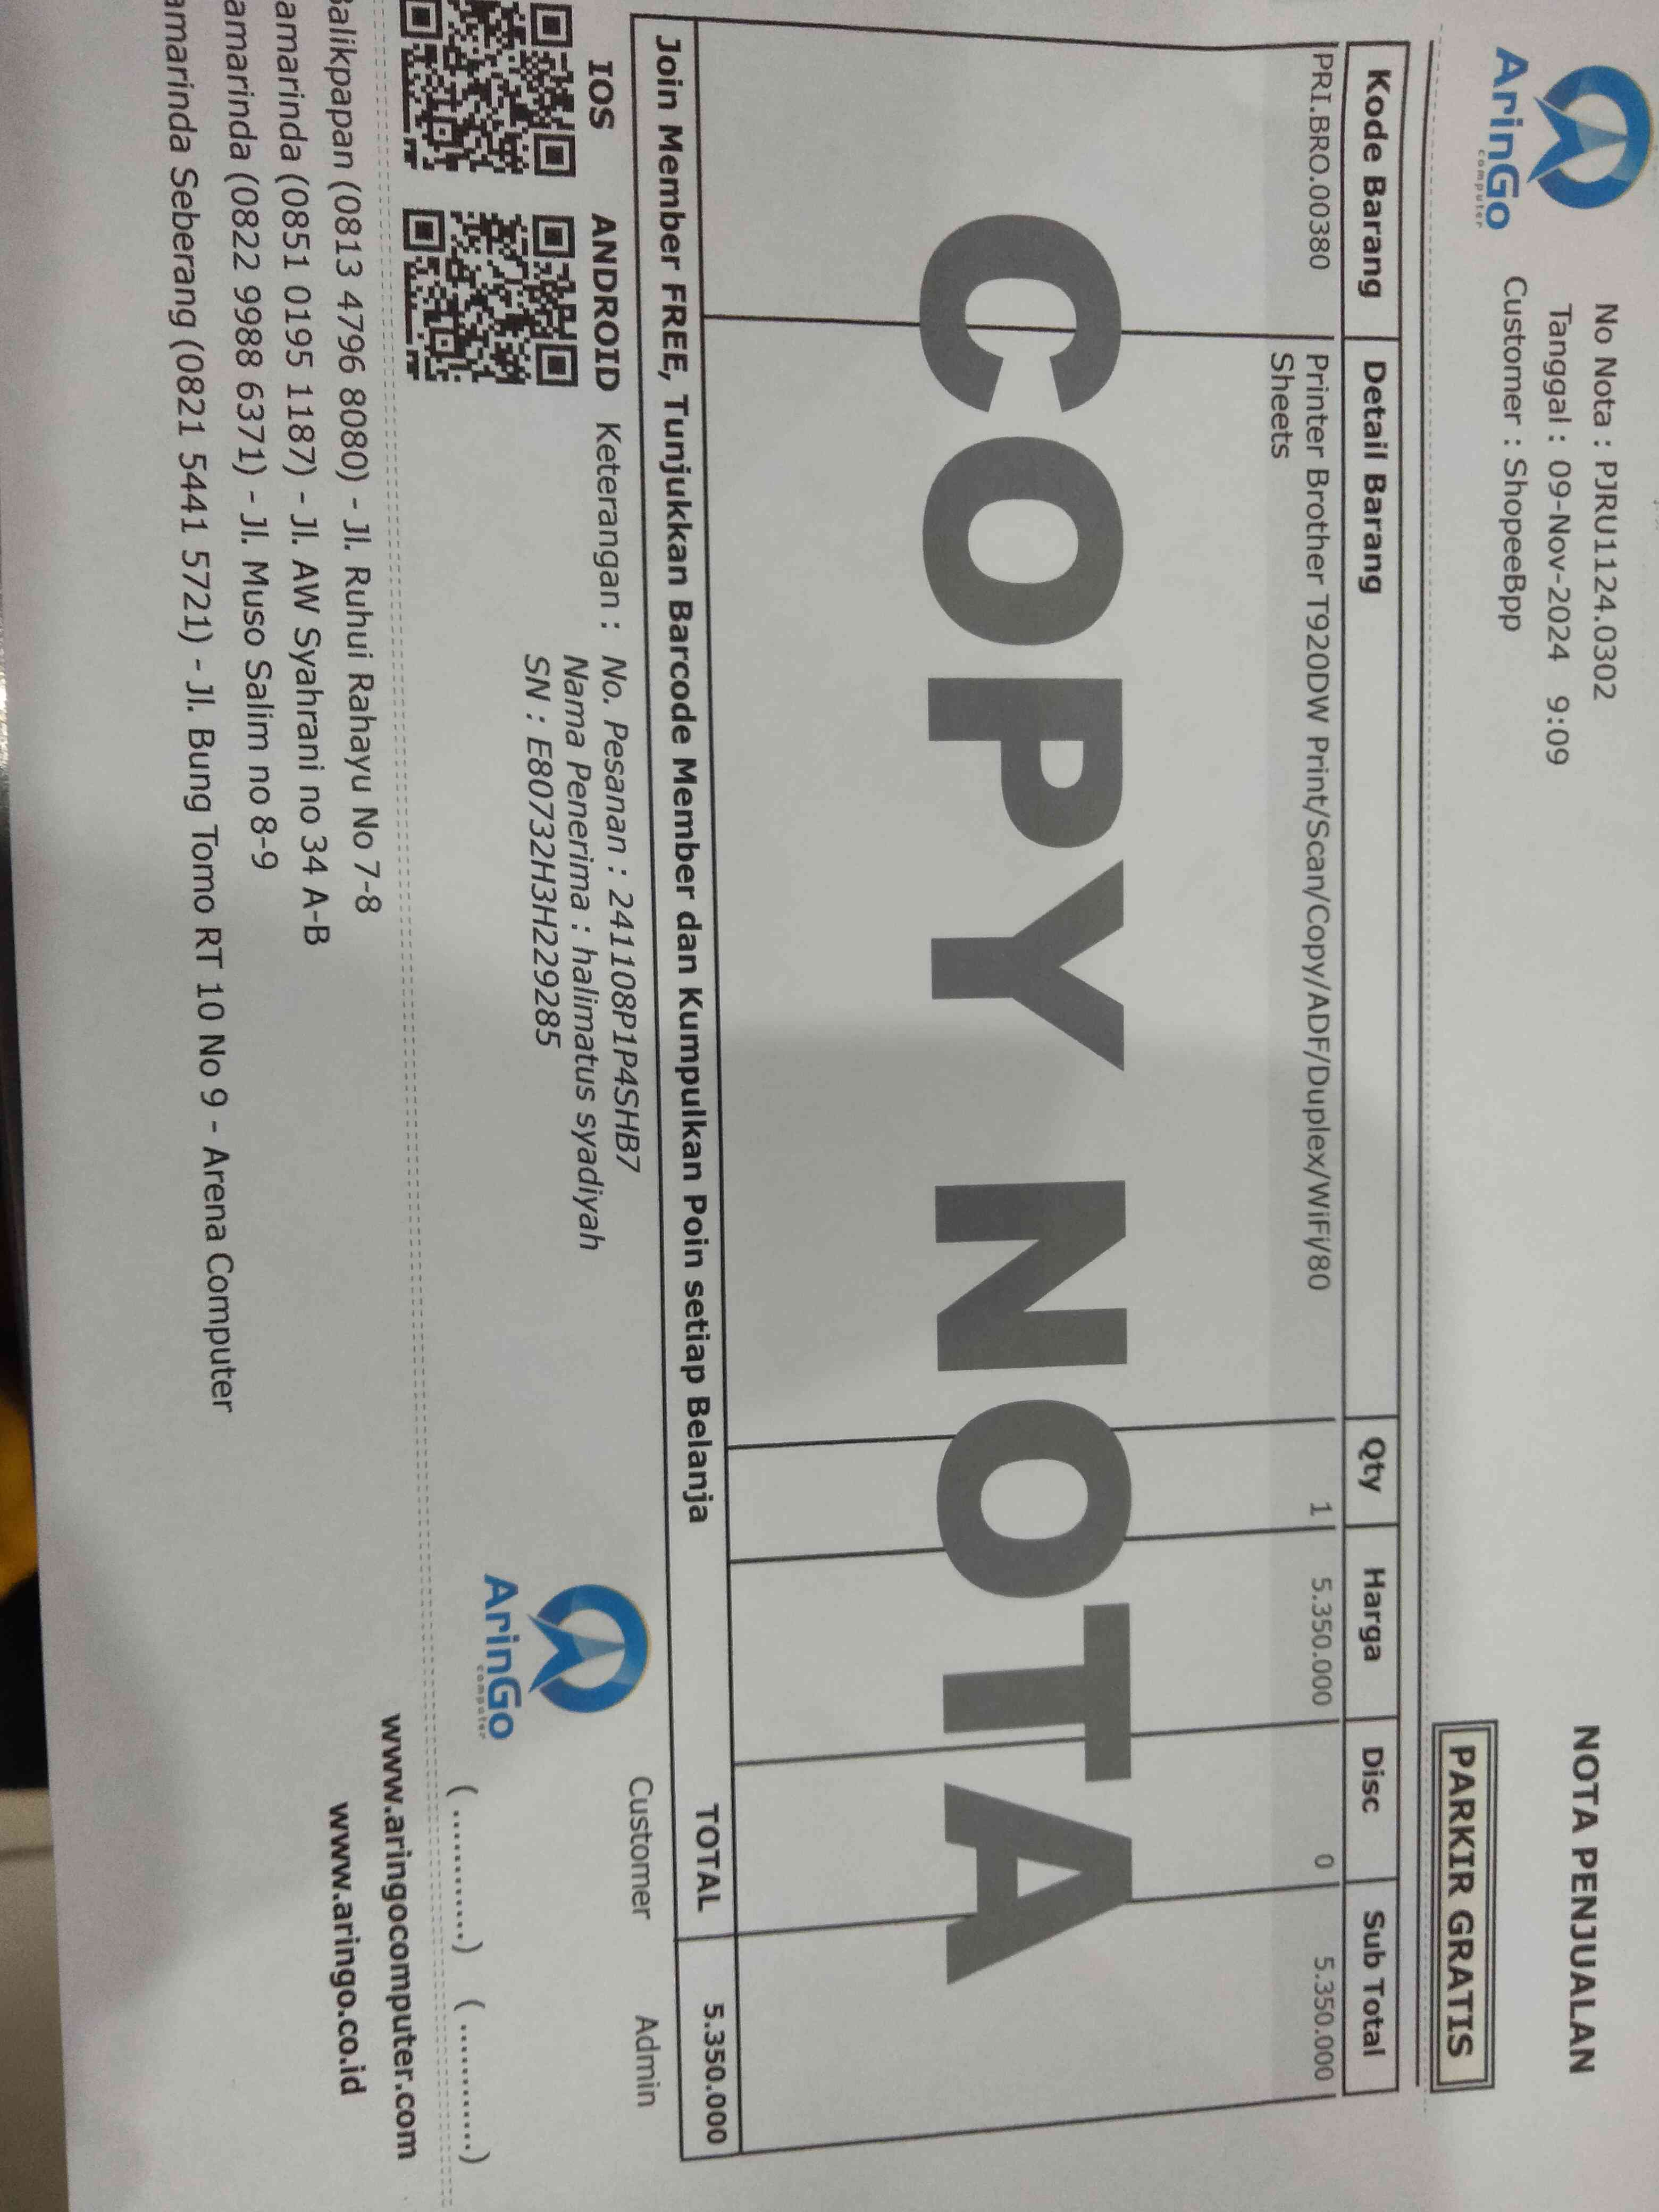 ArinGo
computer
No Nota : PJRU1124.0302
Tanggal : 09-Nov-2024 9:09
Customer : ShopeeBpp
NOTA PENJUALAN
PARKIR GRATIS
Kode Barang Detail Barang Qty Harga Disc Sub Total
PRI.BRO.00380 Printer Brother T920DW Print/Scan/Copy/ADF/Duplex/WiFi/80 1 5.350.000 0 5.350.000
Sheets
COPY NOTA
Join Member FREE, Tunjukkan Barcode Member dan Kumpulkan Poin setiap Belanja TOTAL 5.350.000
IOS ANDROID
Keterangan : No. Pesanan : 241108P1P4SHB7
Nama Penerima : halimatus syadiyah
SN : E80732H3H229285
ArinGo
computer
Customer Admin
( ............) ( ............)
Balikpapan (0813 4796 8080) - Jl. Ruhui Rahayu No 7-8
amarinda (0851 0195 1187) - Jl. AW Syahrani no 34 A-B
amarinda (0822 9988 6371) - Jl. Muso Salim no 8-9
amarinda Seberang (0821 5441 5721) - Jl. Bung Tomo RT 10 No 9 - Arena Computer
www.aringocomputer.com
www.aringo.co.id